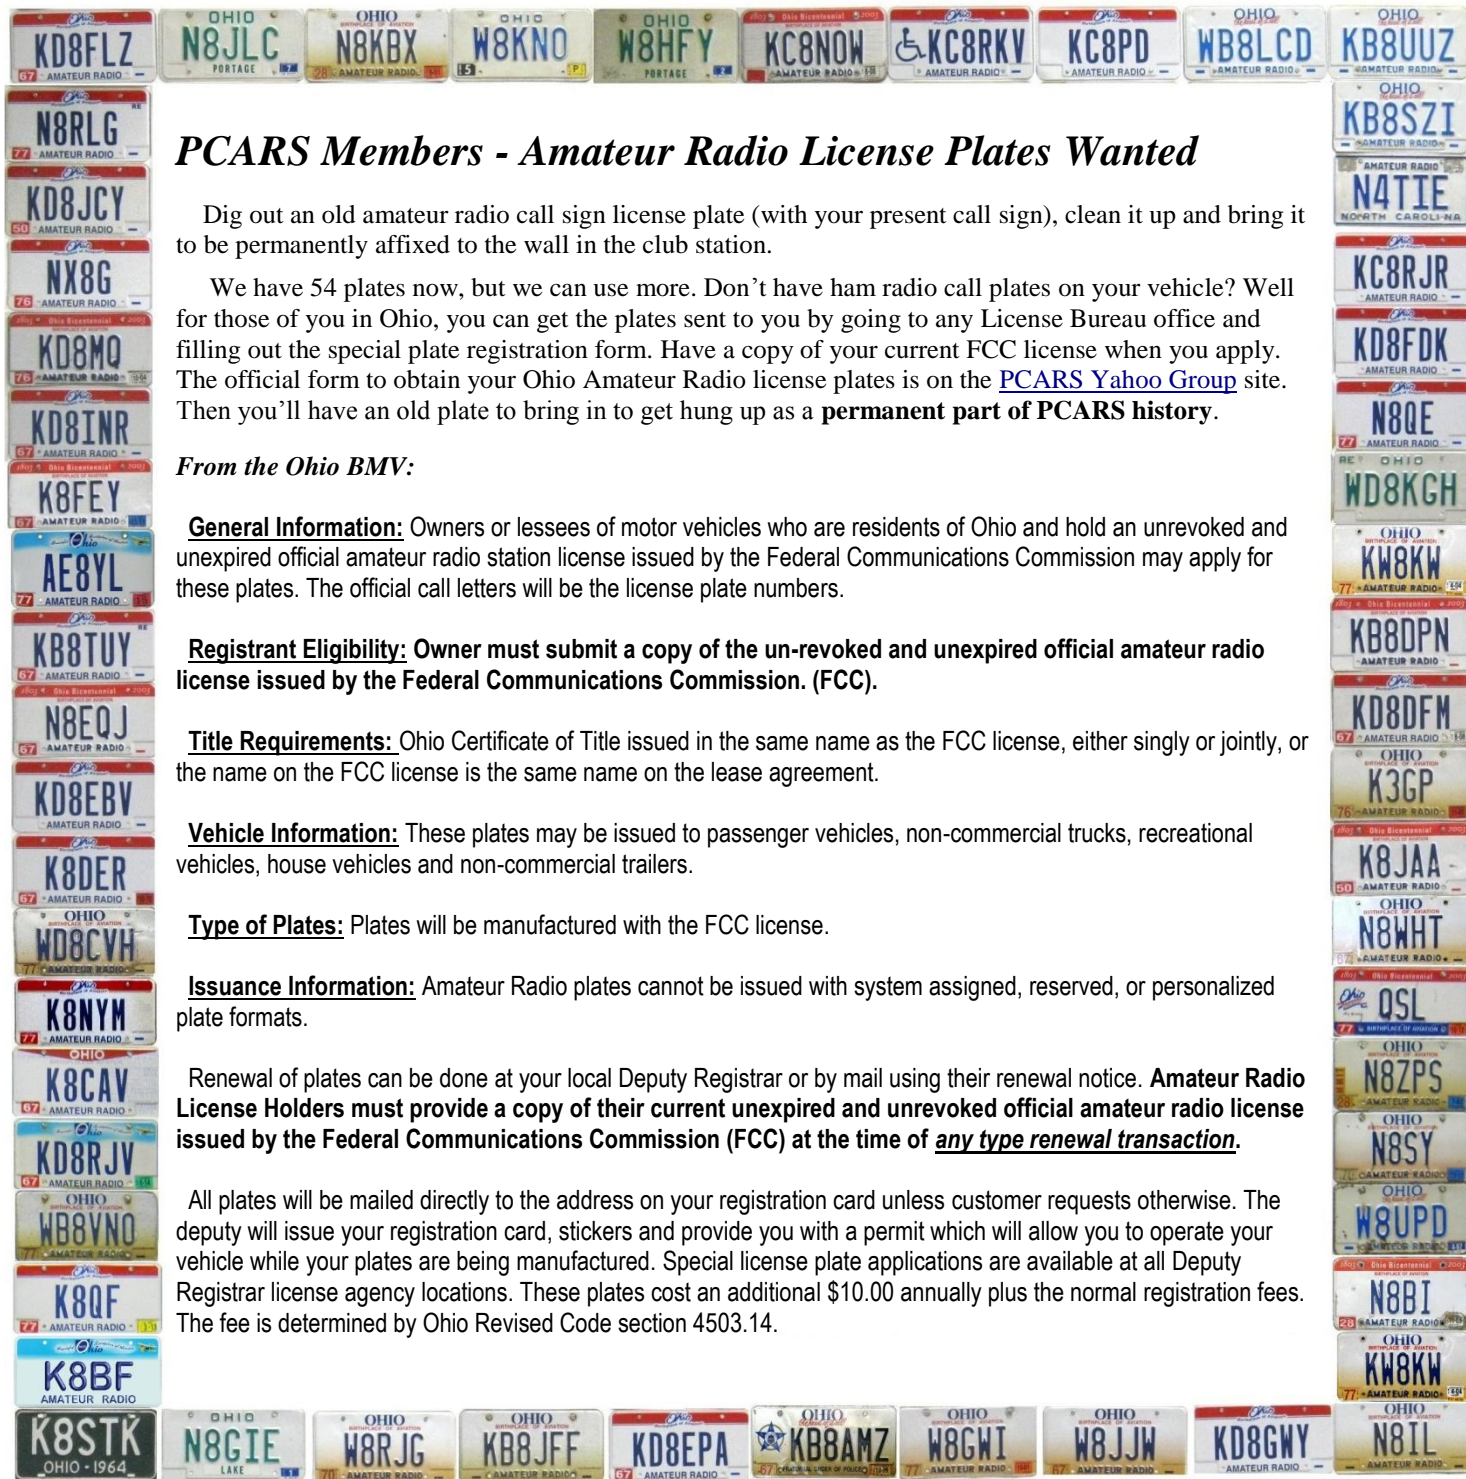 KD8FLZ N8JLC N8KBX W8KNO W8HFY KC8NOW KC8RKV KC8PD WB8LCD KB8UUZ
PCARS Members - Amateur Radio License Plates Wanted
Dig out an old amateur radio call sign license plate (with your present call sign), clean it up and bring it
to be permanently affixed to the wall in the club station.
We have 54 plates now, but we can use more. Don’t have ham radio call plates on your vehicle? Well
for those of you in Ohio, you can get the plates sent to you by going to any License Bureau office and
filling out the special plate registration form. Have a copy of your current FCC license when you apply.
The official form to obtain your Ohio Amateur Radio license plates is on the PCARS Yahoo Group site.
Then you’ll have an old plate to bring in to get hung up as a permanent part of PCARS history.
From the Ohio BMV:
General Information: Owners or lessees of motor vehicles who are residents of Ohio and hold an unrevoked and
unexpired official amateur radio station license issued by the Federal Communications Commission may apply for
these plates. The official call letters will be the license plate numbers.
Registrant Eligibility: Owner must submit a copy of the un-revoked and unexpired official amateur radio
license issued by the Federal Communications Commission. (FCC).
Title Requirements: Ohio Certificate of Title issued in the same name as the FCC license, either singly or jointly, or
the name on the FCC license is the same name on the lease agreement.
Vehicle Information: These plates may be issued to passenger vehicles, non-commercial trucks, recreational
vehicles, house vehicles and non-commercial trailers.
Type of Plates: Plates will be manufactured with the FCC license.
Issuance Information: Amateur Radio plates cannot be issued with system assigned, reserved, or personalized
plate formats.
Renewal of plates can be done at your local Deputy Registrar or by mail using their renewal notice. Amateur Radio
License Holders must provide a copy of their current unexpired and unrevoked official amateur radio license
issued by the Federal Communications Commission (FCC) at the time of any type renewal transaction.
All plates will be mailed directly to the address on your registration card unless customer requests otherwise. The
deputy will issue your registration card, stickers and provide you with a permit which will allow you to operate your
vehicle while your plates are being manufactured. Special license plate applications are available at all Deputy
Registrar license agency locations. These plates cost an additional $10.00 annually plus the normal registration fees.
The fee is determined by Ohio Revised Code section 4503.14.
N8RLG
KD8JCY
NX8G
KD8MQ
KD8INR
K8FEY
AE8YL
KB8TUY
N8EQJ
KD8EBV
K8DER
WD8CVH
K8NYM
K8CAV
KD8RJV
WB8VNO
K8QF
K8BF
AMATEUR RADIO
KB8SZI
AMATEUR RADIO
N4TIE
NORTH CAROLINA
KC8RJR
KD8FDK
N8QE
WD8KGH
KW8KW
KB8DPN
KD8DFM
K3GP
K8JAA
N8WHT
QSL
N8ZPS
N8SY
W8UPD
N8BI
KW8KW
K8STK N8GIE W8RJG KB8JFF KD8EPA KB8AMZ W8GWI W8JJW KD8GWY N8IL
OHIO · 1964 LAKE